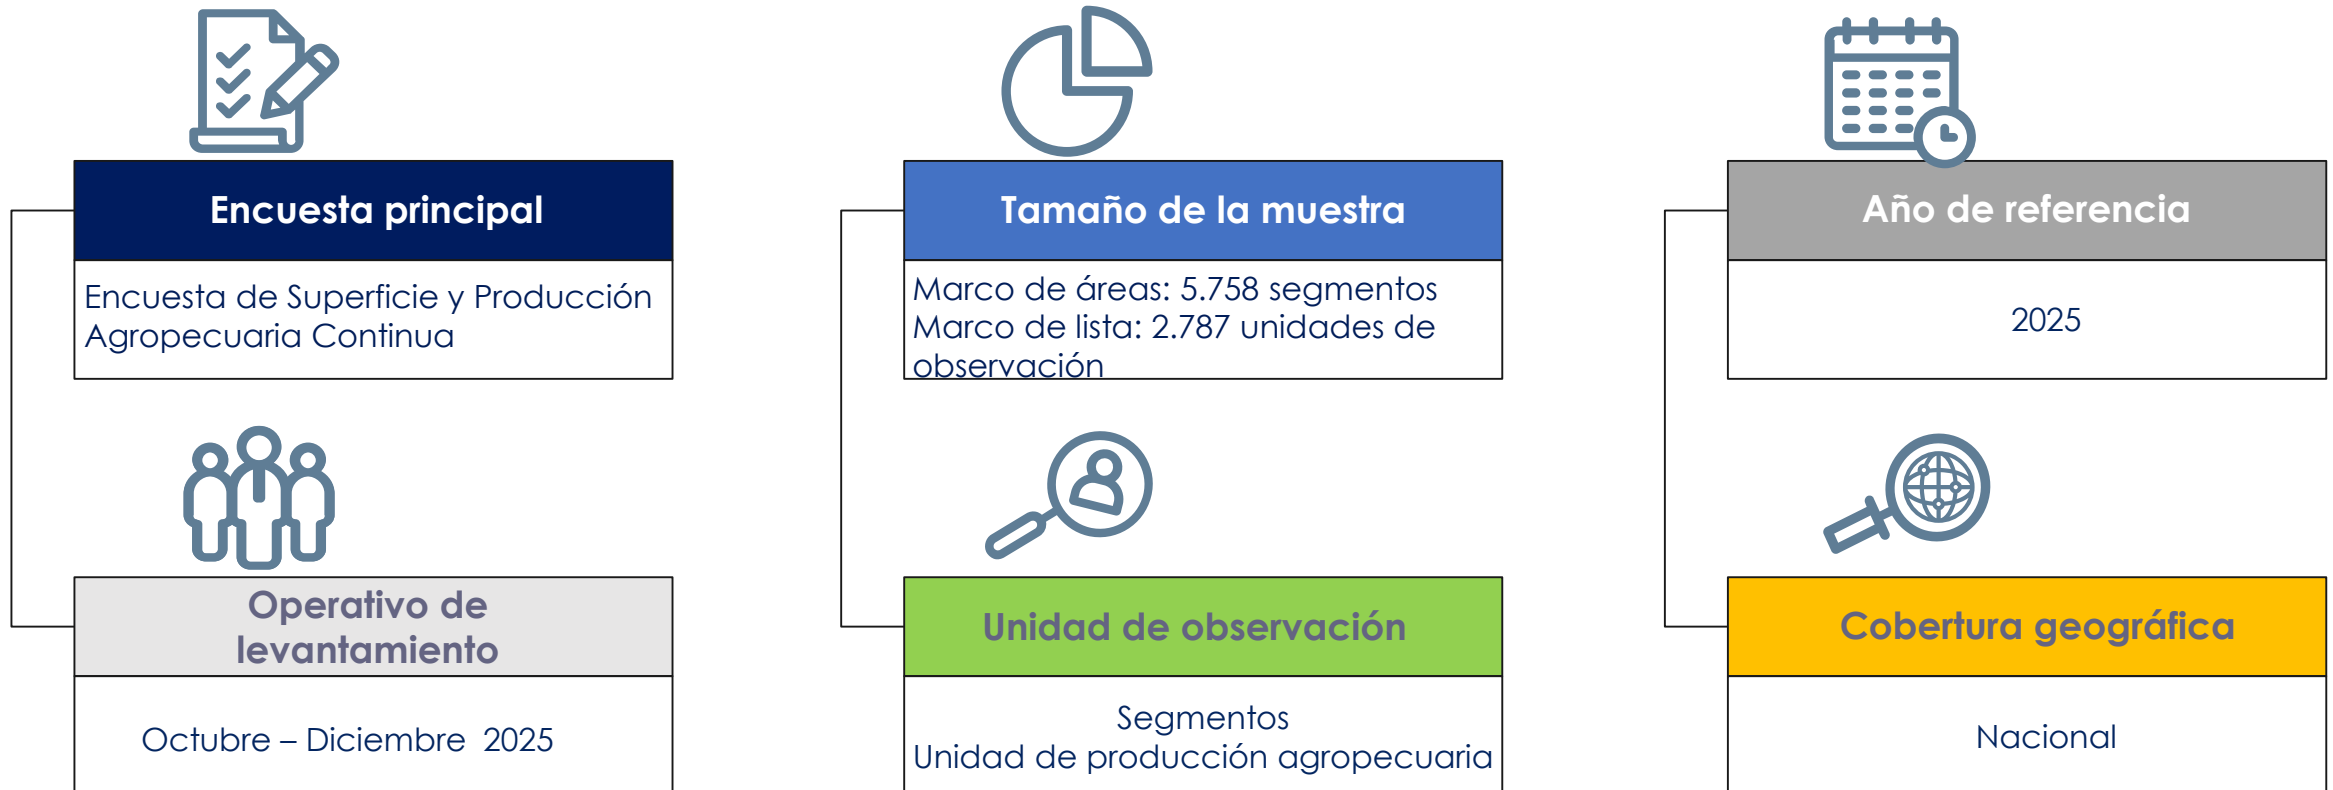 Encuesta principal
Encuesta de Superficie y Producción
Agropecuaria Continua
Tamaño de la muestra
Marco de áreas: 5.758 segmentos
Marco de lista: 2.787 unidades de
observación
Año de referencia
2025
Operativo de
levantamiento
Octubre – Diciembre 2025
Unidad de observación
Segmentos
Unidad de producción agropecuaria
Cobertura geográfica
Nacional